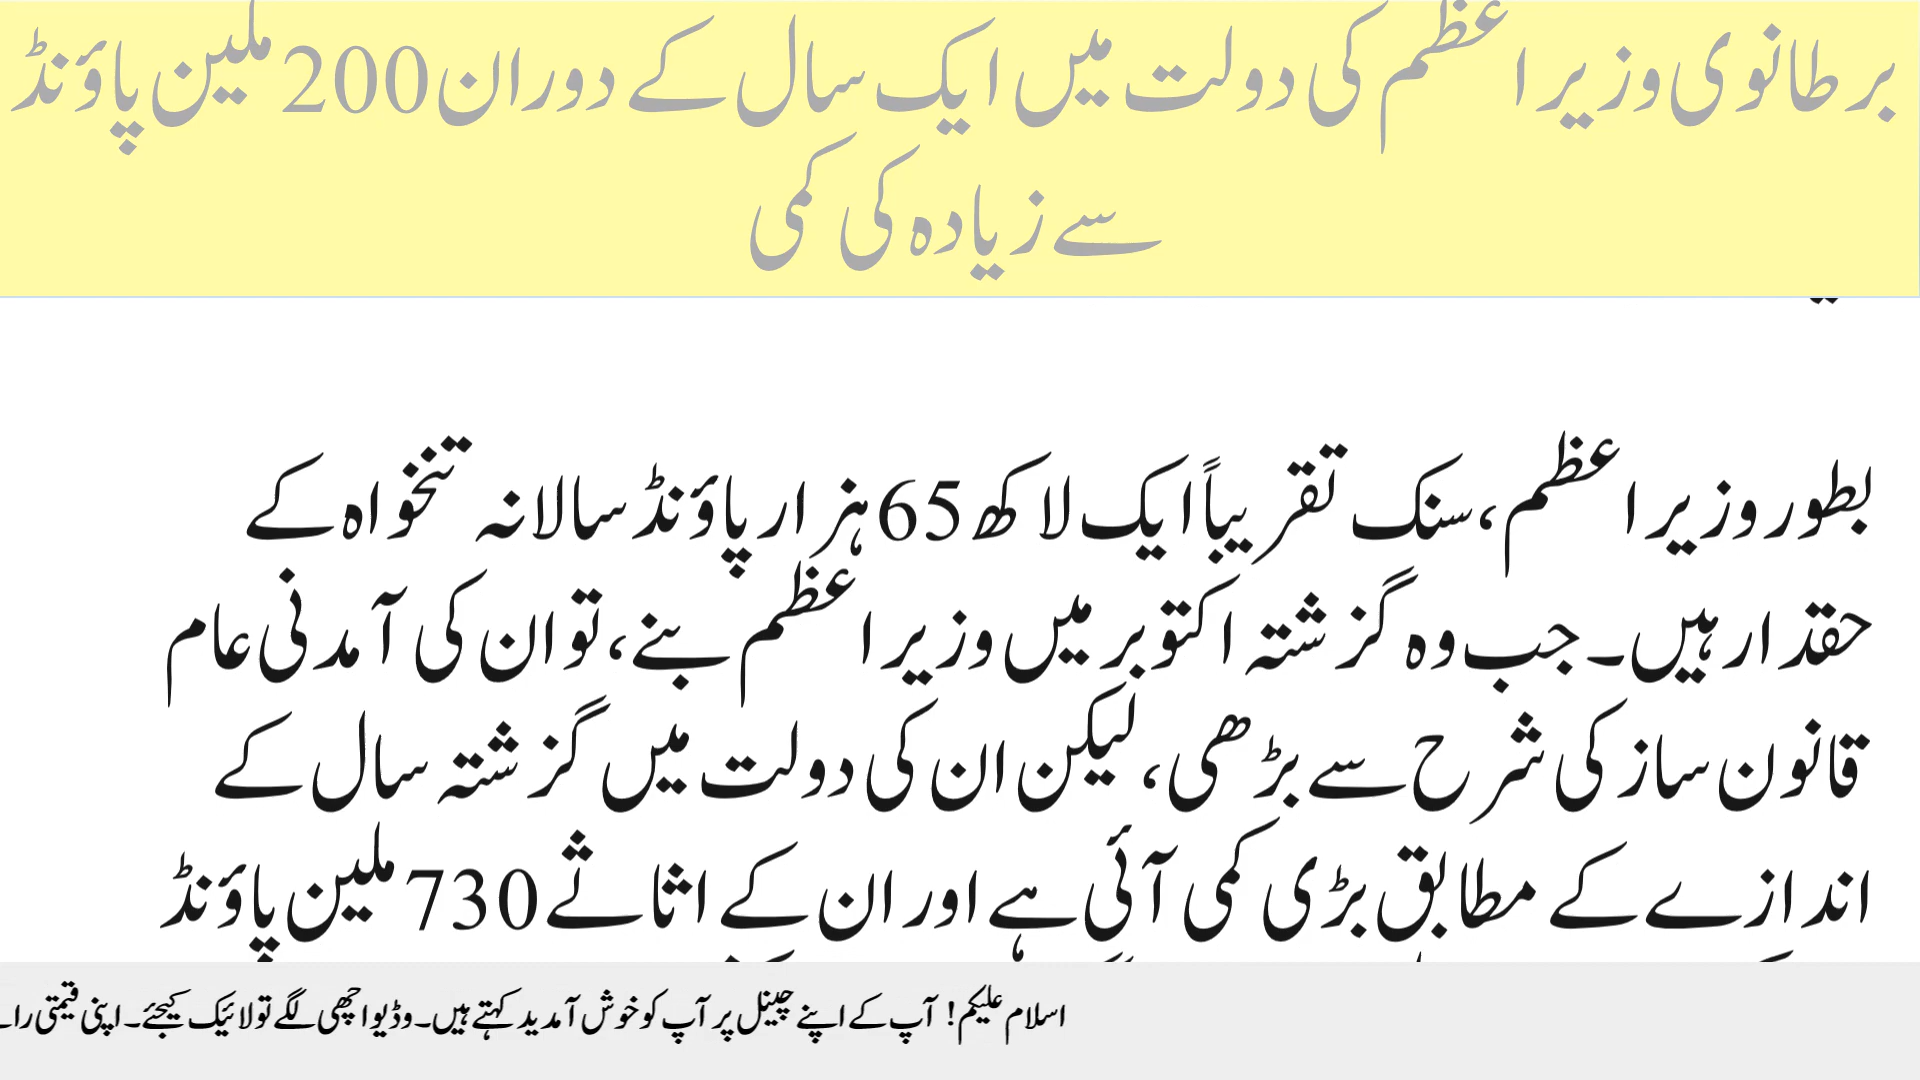 برطانوی وزیراعظم کی دولت میں ایک سال کے دوران 200 ملین پاؤنڈ
سے زیادہ کی کمی
بطور وزیراعظم، سنک تقریباً ایک لاکھ 65 ہزار پاؤنڈ سالانہ تنخواہ کے
حقدار ہیں۔ جب وہ گزشتہ اکتوبر میں وزیراعظم بنے، تو ان کی آمدنی عام
قانون ساز کی شرح سے بڑھی، لیکن ان کی دولت میں گزشتہ سال کے
اندازے کے مطابق بڑی کمی آئی ہے اور ان کے اثاثے 730 ملین پاؤنڈ
اسلام علیکم! آپ کے اپنے چینل پر آپ کو خوش آمدید کہتے ہیں۔ وڈیو اچھی لگے تو لائیک کیجئے۔ اپنی قیمتی